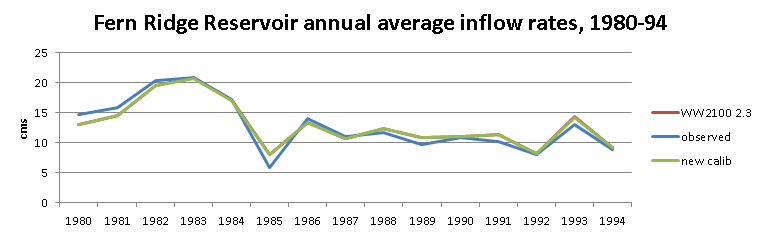 Fern Ridge Reservoir annual average inflow rates, 1980-94
25
20
15
10
5
0
cms
1980 1981 1982 1983 1984 1985 1986 1987 1988 1989 1990 1991 1992 1993 1994
WW2100 2.3
observed
new calib